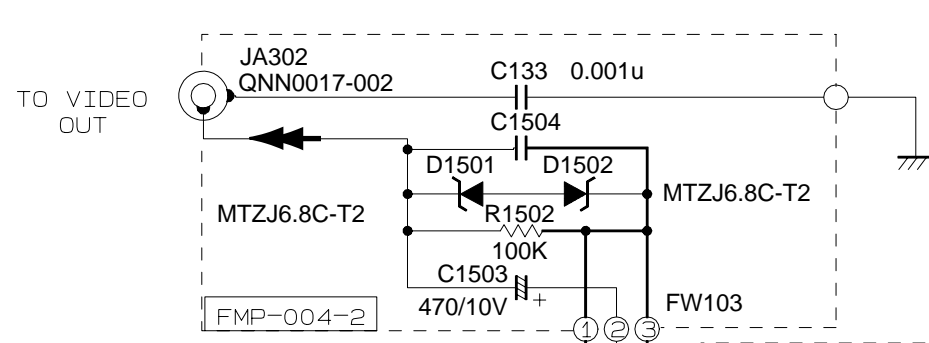 JA302
QNN0017-002
C133 0.001u
TO VIDEO
OUT
C1504
D1501 D1502
MTZJ6.8C-T2
MTZJ6.8C-T2
R1502
100K
C1503
470/10V +
FW103
FMP-004-2
1 2 3